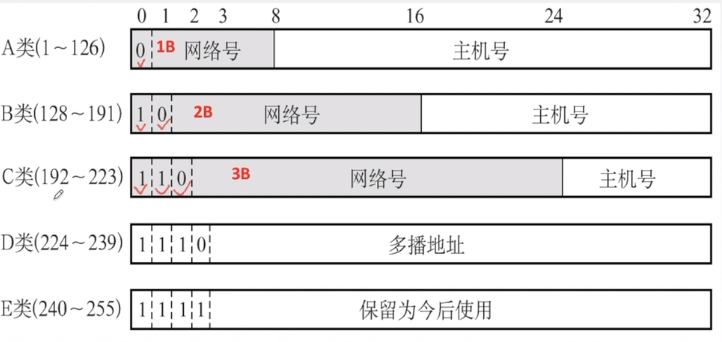 0 1 2 3 8 16 24 32
A类(1~126) 0 1B 网络号 主机号
B类(128~191) 1 0 2B 网络号 主机号
C类(192~223) 1 1 0 3B 网络号 主机号
D类(224~239) 1 1 1 0 多播地址
E类(240~255) 1 1 1 1 保留为今后使用